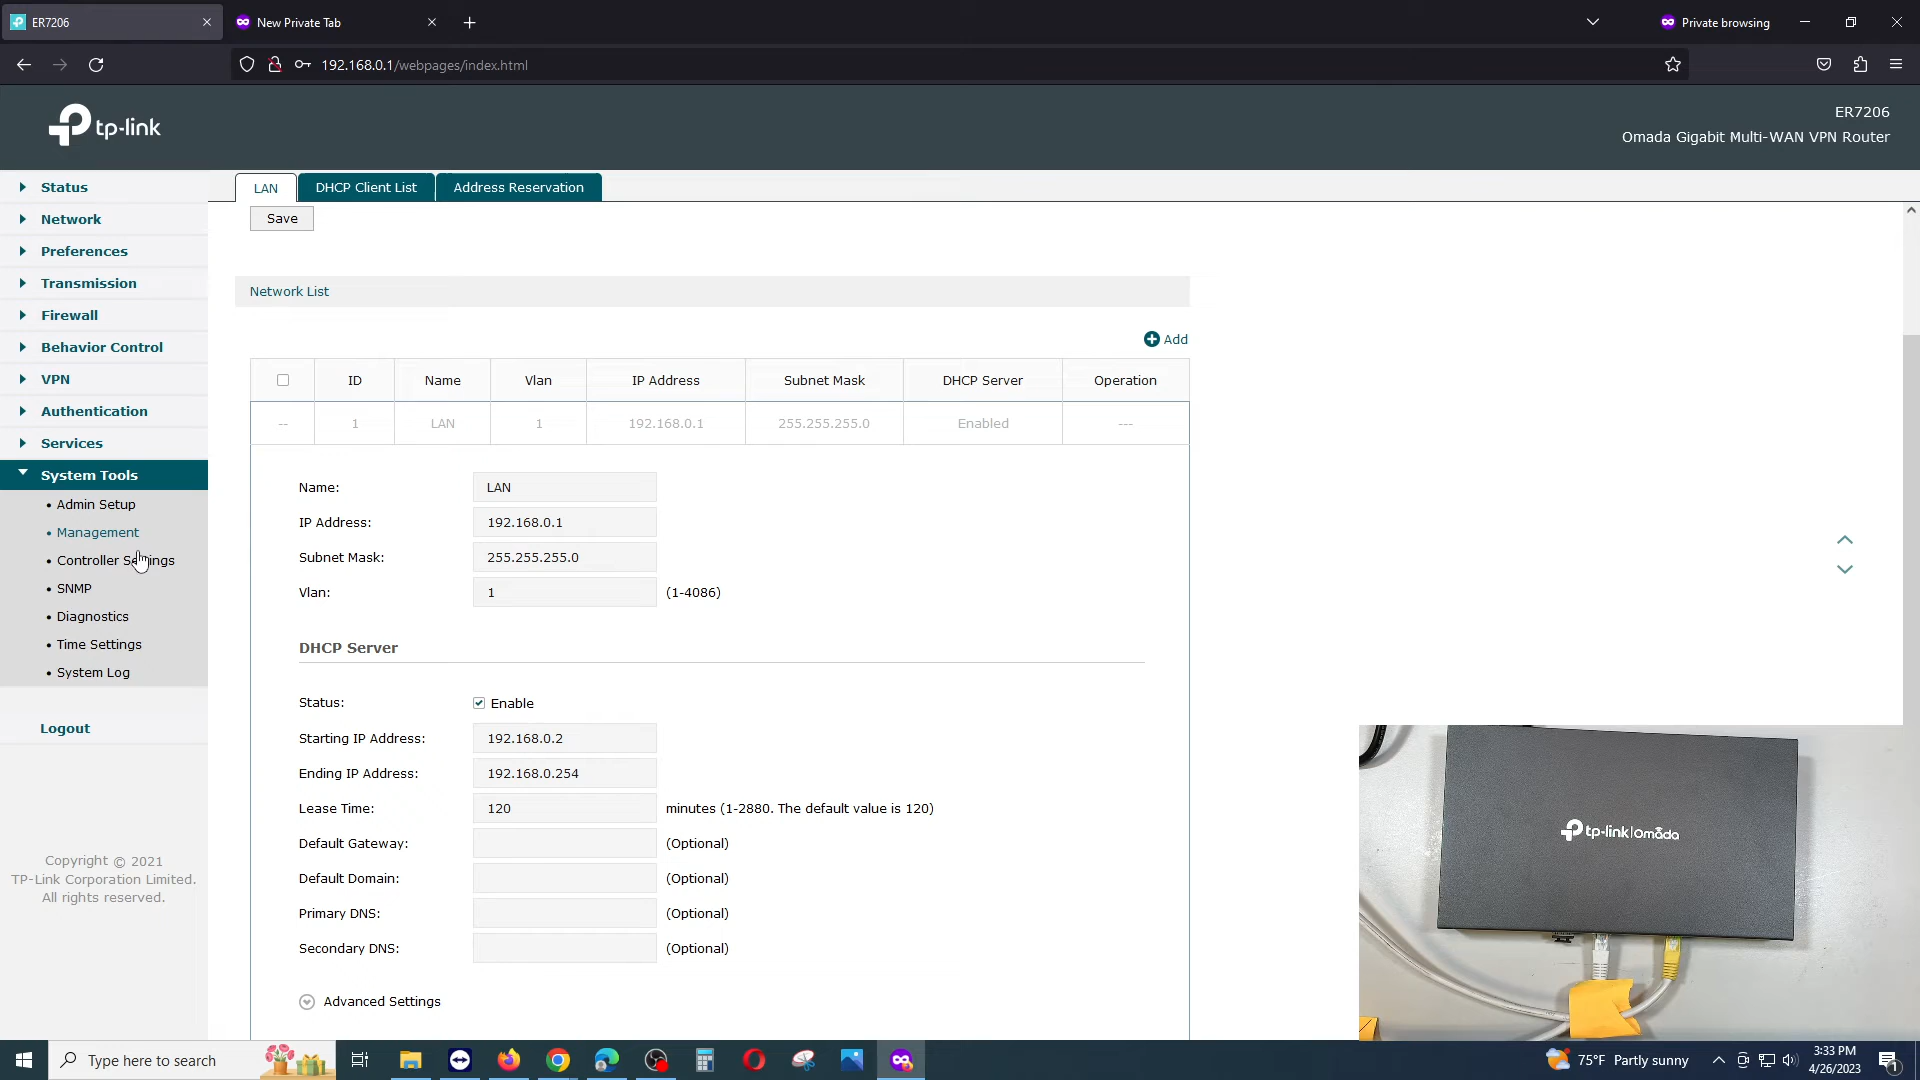 ER7206
New Private Tab
Private browsing
192.168.0.1/webpages/index.html
tp-link
ER7206
Omada Gigabit Multi-WAN VPN Router
Status
Network
Preferences
Transmission
Firewall
Behavior Control
VPN
Authentication
Services
System Tools
• Admin Setup
• Management
• Controller Settings
• SNMP
• Diagnostics
• Time Settings
• System Log
Logout
Copyright © 2021
TP-Link Corporation Limited.
All rights reserved.
LAN DHCP Client List Address Reservation
Save
Network List
Add
ID Name Vlan IP Address Subnet Mask DHCP Server Operation
-- 1 LAN 1 192.168.0.1 255.255.255.0 Enabled ---
Name: LAN
IP Address: 192.168.0.1
Subnet Mask: 255.255.255.0
Vlan: 1 (1-4086)
DHCP Server
Status: Enable
Starting IP Address: 192.168.0.2
Ending IP Address: 192.168.0.254
Lease Time: 120 minutes (1-2880. The default value is 120)
Default Gateway: (Optional)
Default Domain: (Optional)
Primary DNS: (Optional)
Secondary DNS: (Optional)
Advanced Settings
tp-link|omada
Type here to search
75°F Partly sunny
3:33 PM
4/26/2023
1